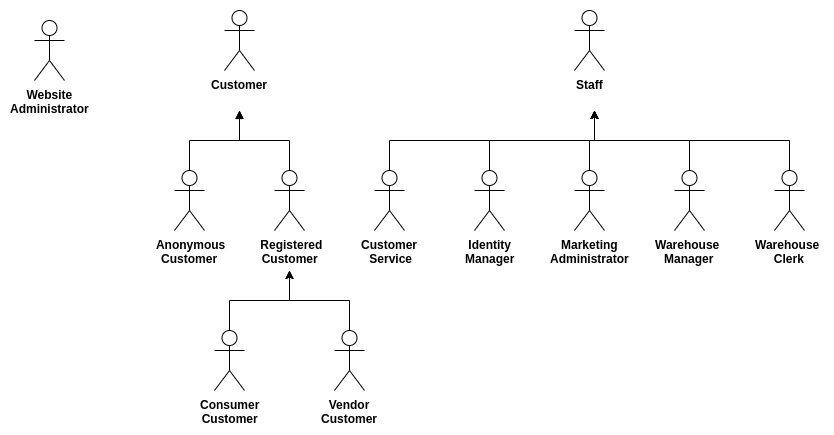 Website
Administrator
Customer
Staff
Anonymous
Customer
Registered
Customer
Customer
Service
Identity
Manager
Marketing
Administrator
Warehouse
Manager
Warehouse
Clerk
Consumer
Customer
Vendor
Customer